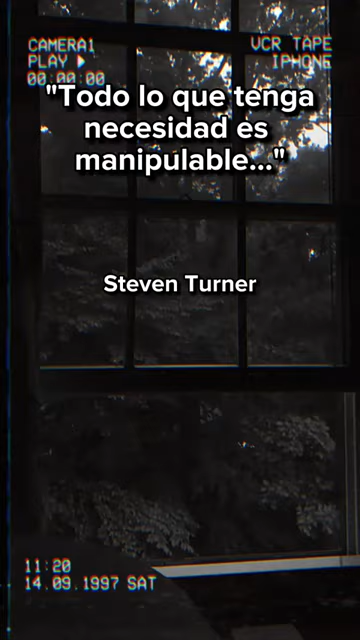 CAMERA1
VCR TAPE
PLAY ▶
IPHONE
00:00:00
"Todo lo que tenga
necesidad es
manipulable..."
Steven Turner
11:20
14.09.1997 SAT